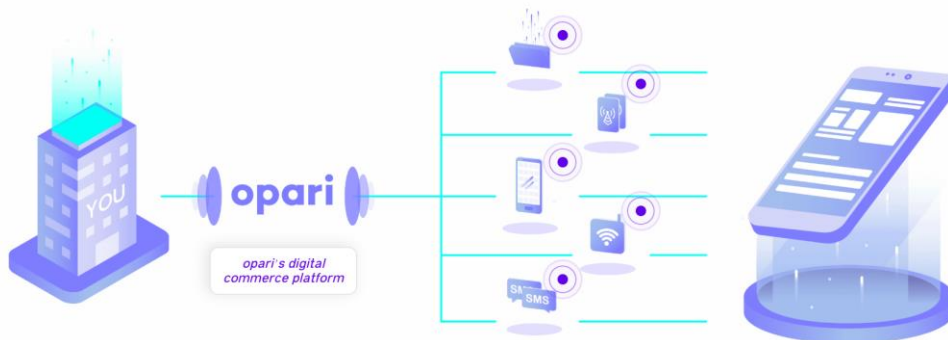 YOU
opari
opari's digital
commerce platform
SMS
SMS